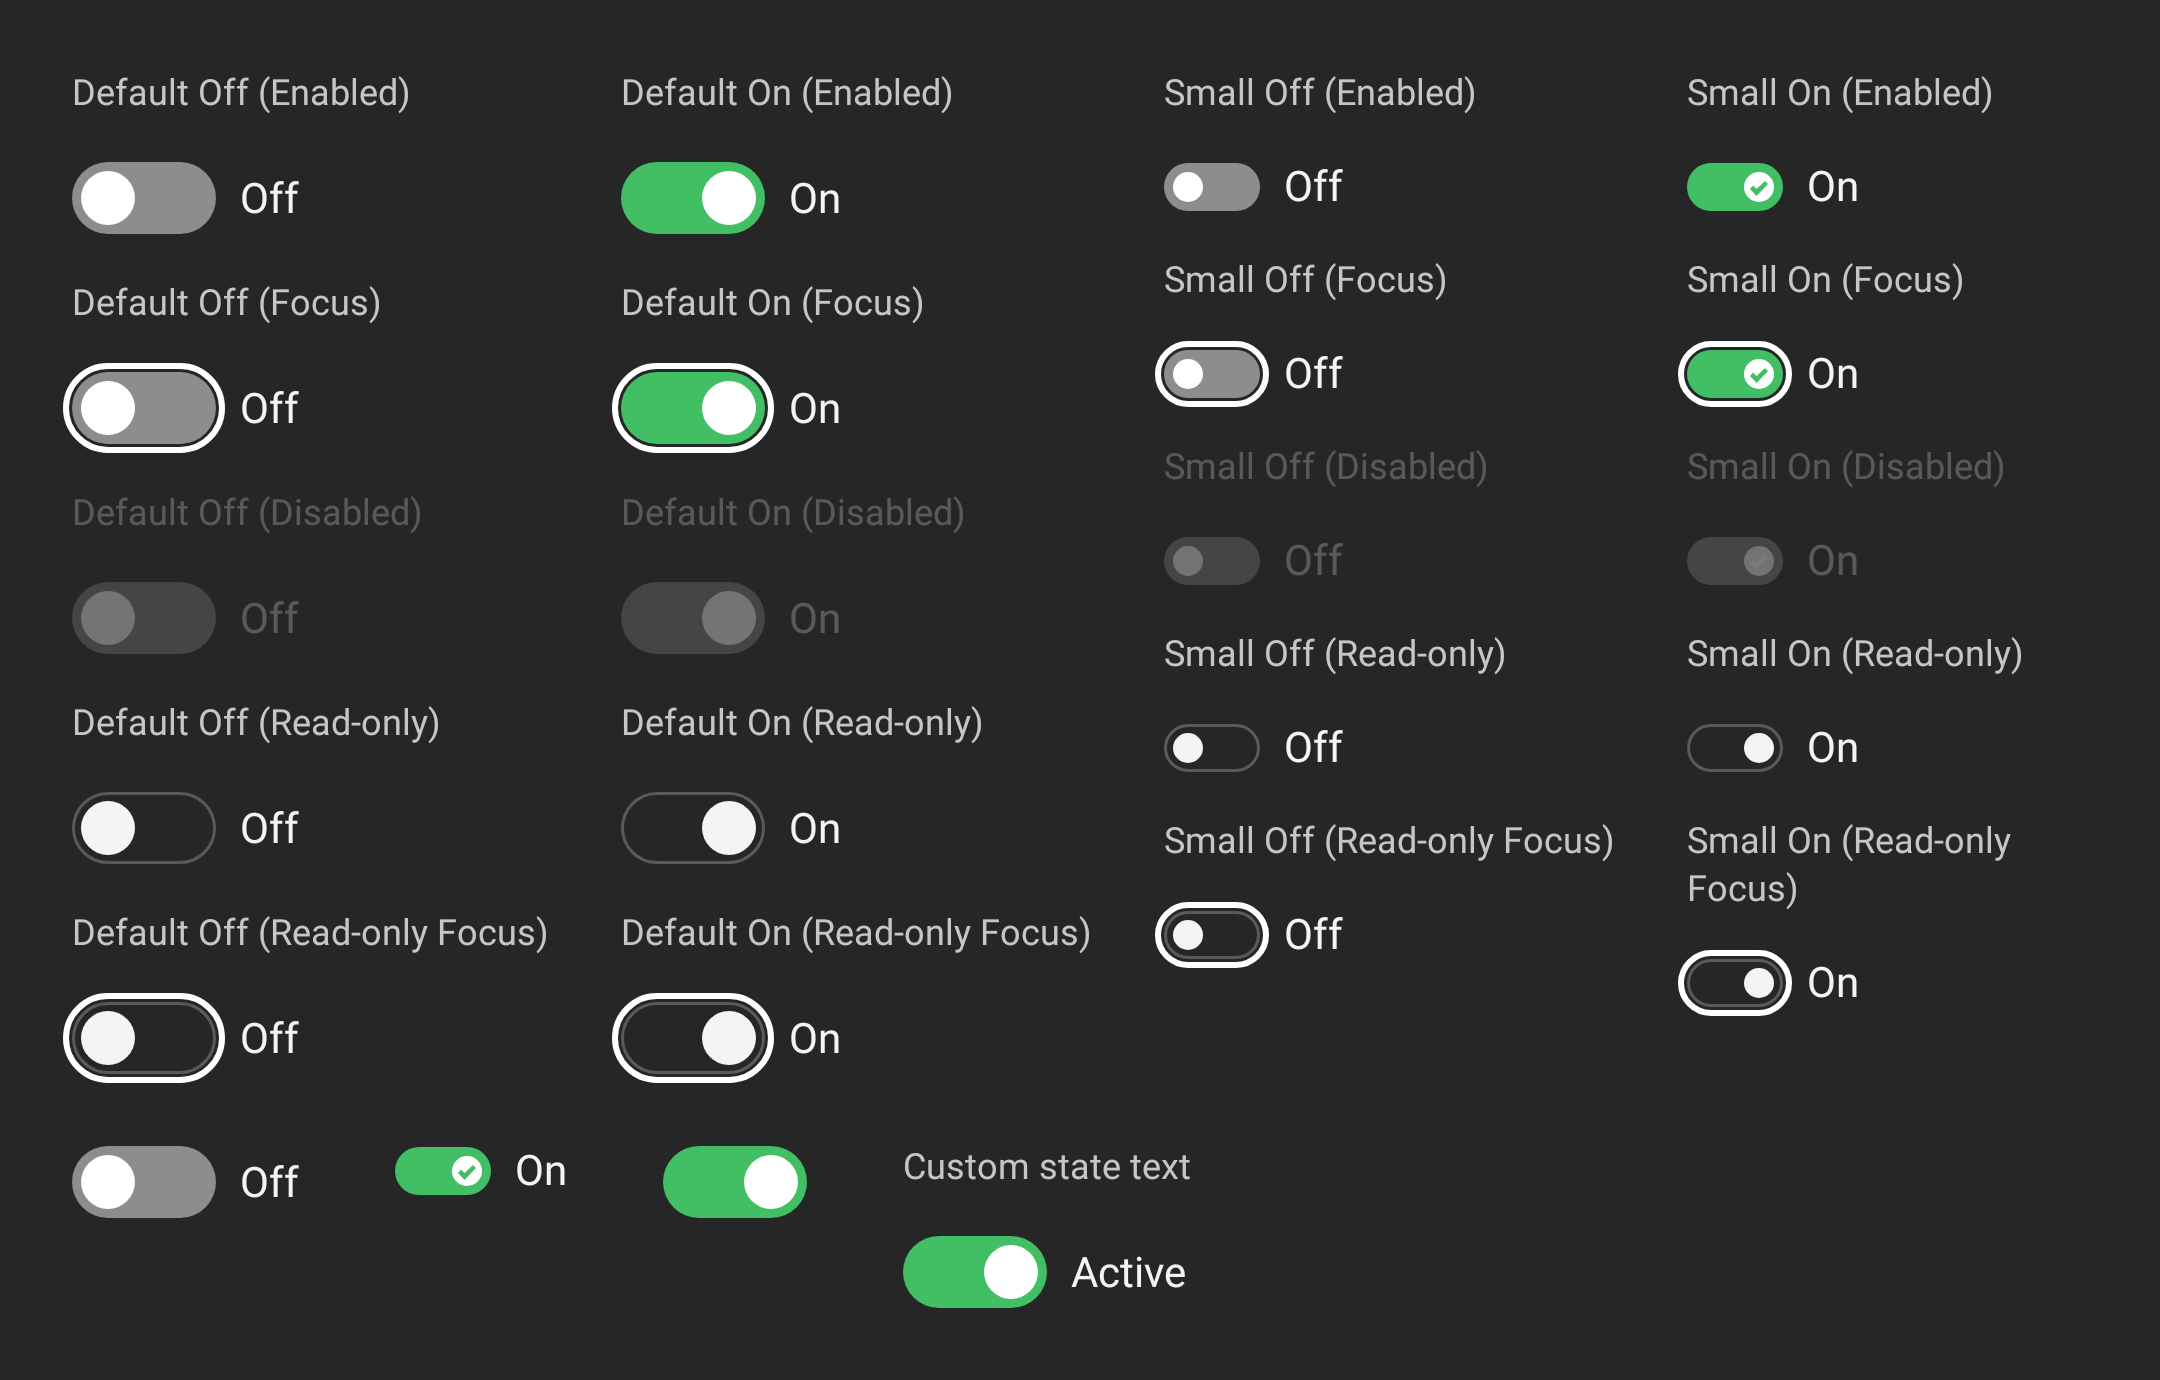 Default Off (Enabled)
Off
Default Off (Focus)
Off
Default Off (Disabled)
Off
Default Off (Read-only)
Off
Default Off (Read-only Focus)
Off
Default On (Enabled)
On
Default On (Focus)
On
Default On (Disabled)
On
Default On (Read-only)
On
Default On (Read-only Focus)
On
Small Off (Enabled)
Off
Small Off (Focus)
Off
Small Off (Disabled)
Off
Small Off (Read-only)
Off
Small Off (Read-only Focus)
Off
Small On (Enabled)
On
Small On (Focus)
On
Small On (Disabled)
On
Small On (Read-only)
On
Small On (Read-only
Focus)
On
Off
On
Custom state text
Active